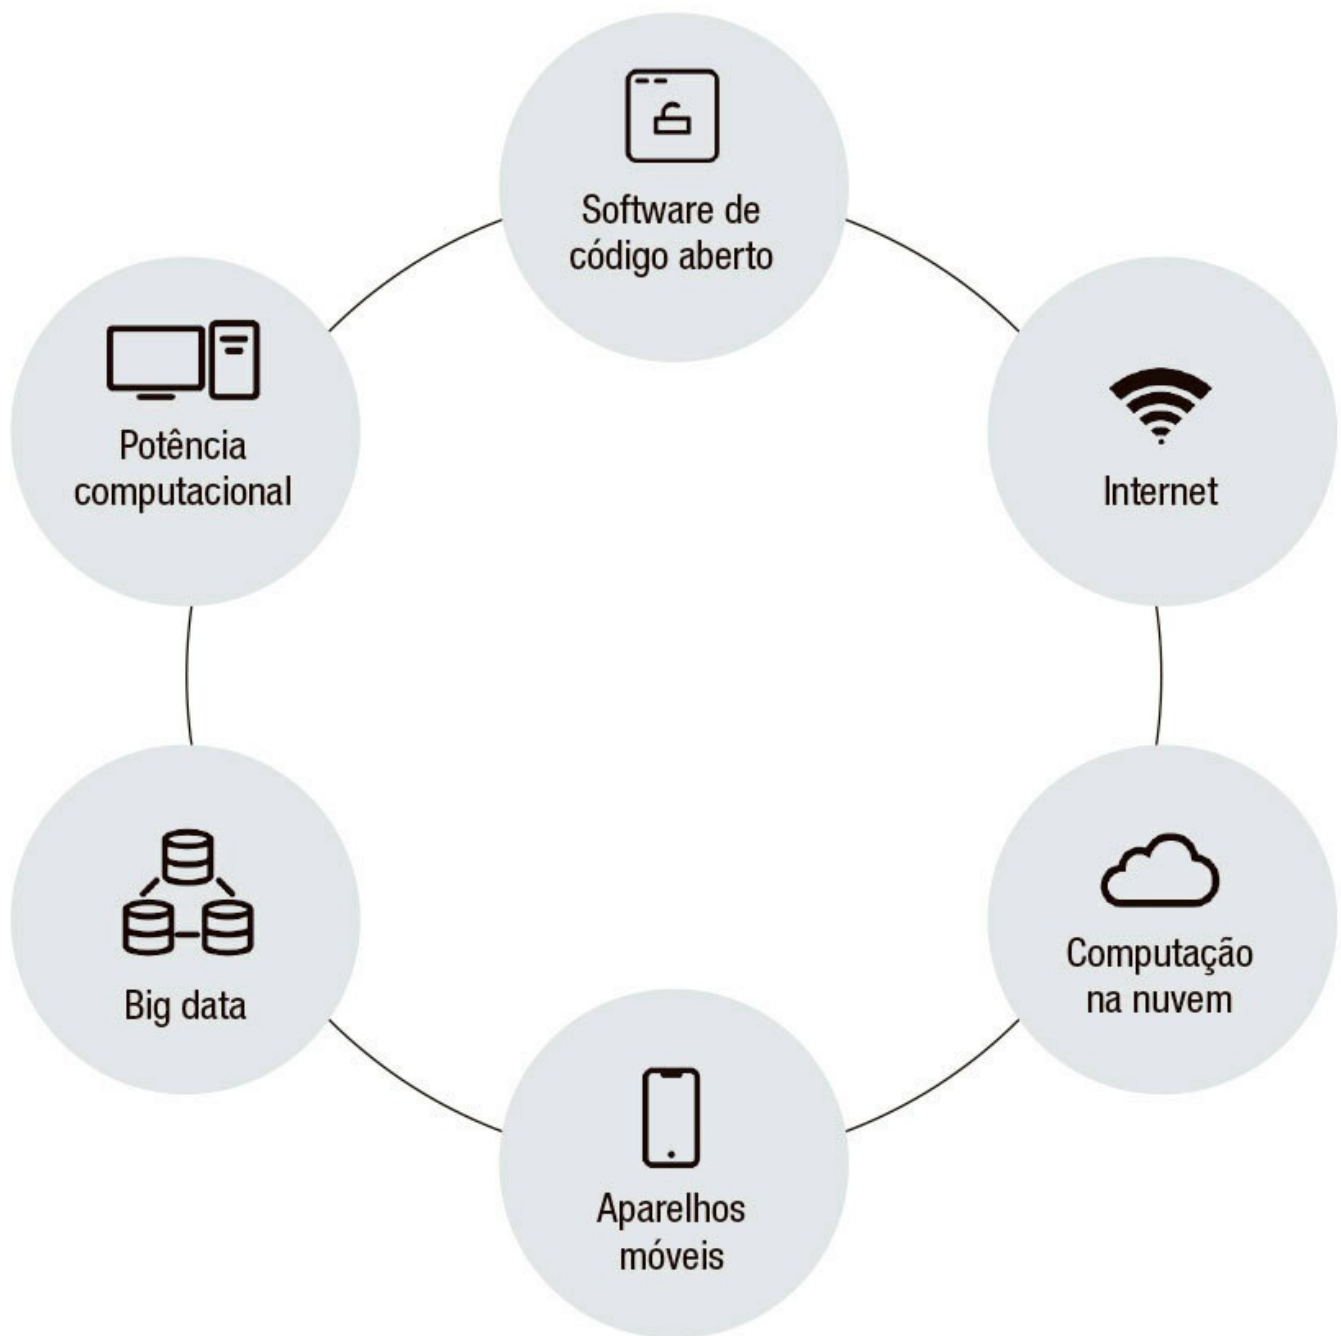 Software de
código aberto
Internet
Computação
na nuvem
Aparelhos
móveis
Big data
Potência
computacional